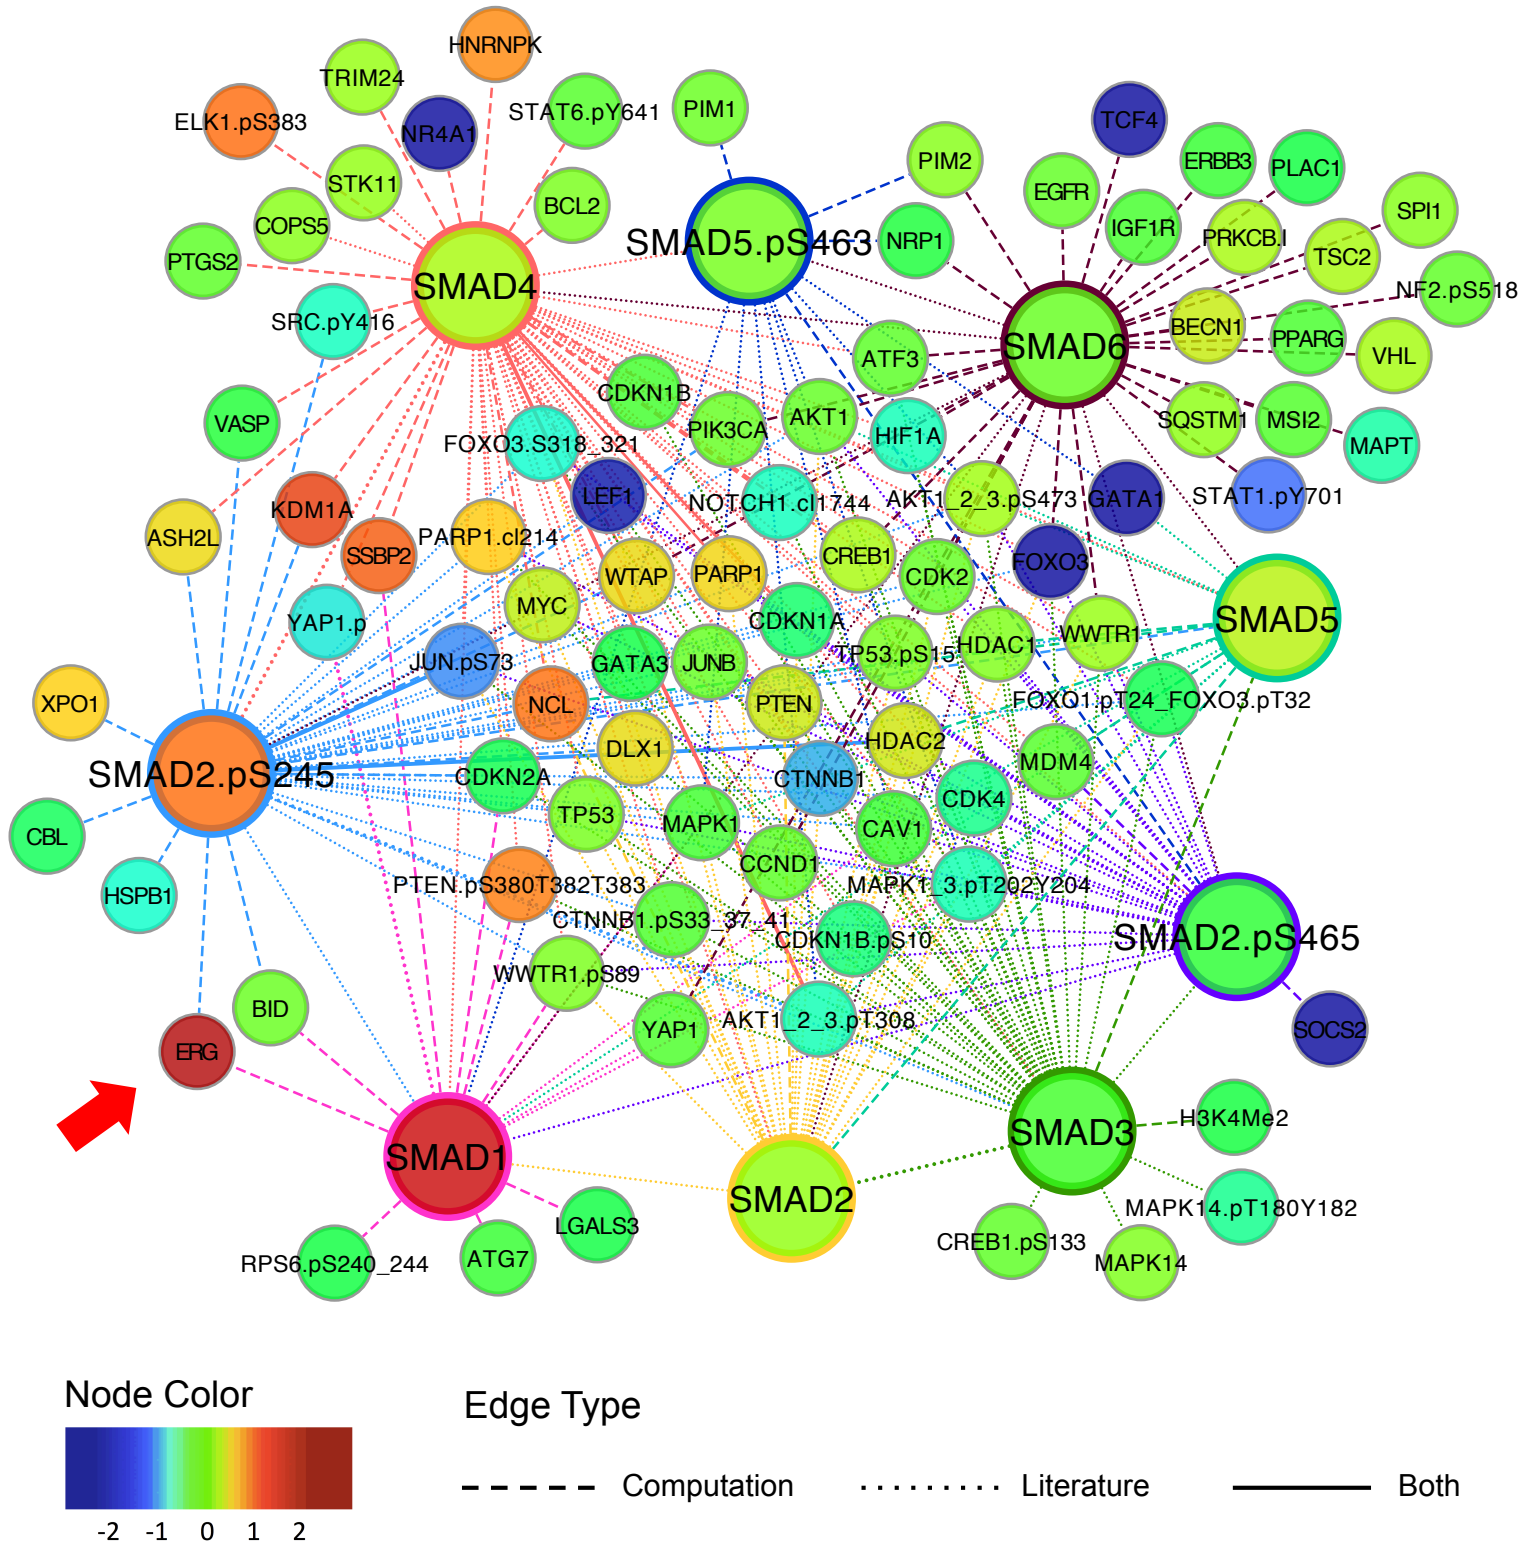 HNRNPK
TRIM24
ELK1.pS383
NR4A1
STAT6.pY641
PIM1
TCF4
STK11
BCL2
PIM2
EGFR
ERBB3
PLAC1
COPS5
PTGS2
SMAD4
SMAD5.pS463
NRP1
IGF1R
PRKCB.I
SPI1
TSC2
NF2.pS518
SRC.pY416
SMAD6
BECN1
PPARG
VHL
ATF3
CDKN1B
VASP
FOXO3.S318_321
PIK3CA
AKT1
HIF1A
SQSTM1
MSI2
MAPT
LEF1
NOTCH1.cl1744
AKT1_2_3.pS473
GATA1
STAT1.pY701
ASH2L
KDM1A
SSBP2
PARP1.cl214
WTAP
PARP1
CREB1
CDK2
FOXO3
YAP1.p
MYC
CDKN1A
SMAD5
JUN.pS73
GATA3
JUNB
TP53.pS15
HDAC1
WWTR1
XPO1
NCL
PTEN
FOXO1.pT24_FOXO3.pT32
DLX1
HDAC2
MDM4
SMAD2.pS245
CDKN2A
CTNNB1
CDK4
CBL
TP53
MAPK1
CAV1
HSPB1
PTEN.pS380T382T383
CCND1
MAPK1_3.pT202Y204
CTNNB1.pS33_37_41
CDKN1B.pS10
SMAD2.pS465
WWTR1.pS89
BID
YAP1
AKT1_2_3.pT308
SOCS2
ERG
SMAD1
SMAD2
SMAD3
H3K4Me2
MAPK14.pT180Y182
LGALS3
RPS6.pS240_244
ATG7
CREB1.pS133
MAPK14
Node Color
Edge Type
Computation
Literature
Both
-2 -1 0 1 2